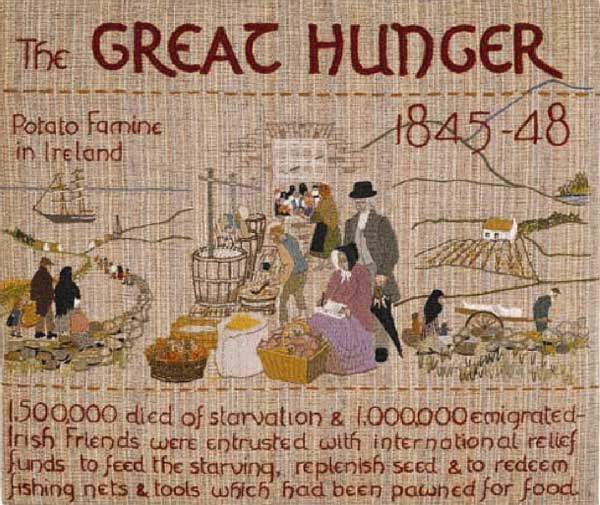 The GREAT HUNGER
Potato Famine
in Ireland
1845-48
1,500,000 died of starvation & 1,000,000 emigrated-
Irish Friends were entrusted with international relief
funds to feed the starving, replenish seed & to redeem
fishing nets & tools which had been pawned for food.